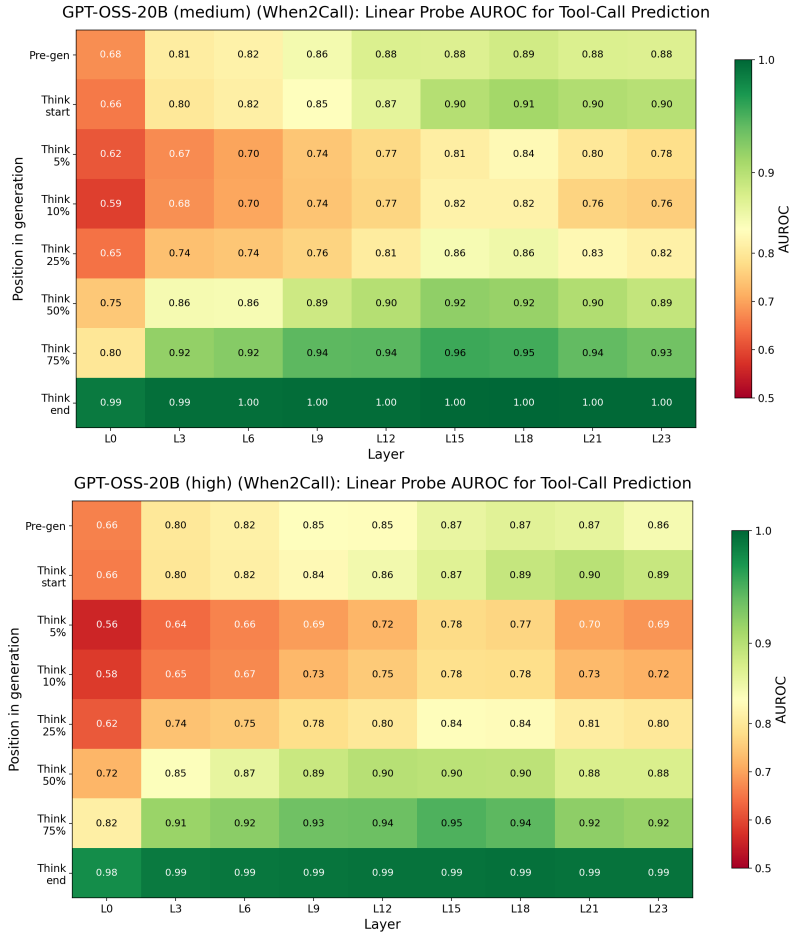 GPT-OSS-20B (medium) (When2Call): Linear Probe AUROC for Tool-Call Prediction
Position in generation
Pre-gen 0.68 0.81 0.82 0.86 0.88 0.88 0.89 0.88 0.88
Think start 0.66 0.80 0.82 0.85 0.87 0.90 0.91 0.90 0.90
Think 5% 0.62 0.67 0.70 0.74 0.77 0.81 0.84 0.80 0.78
Think 10% 0.59 0.68 0.70 0.74 0.77 0.82 0.82 0.76 0.76
Think 25% 0.65 0.74 0.74 0.76 0.81 0.86 0.86 0.83 0.82
Think 50% 0.75 0.86 0.86 0.89 0.90 0.92 0.92 0.90 0.89
Think 75% 0.80 0.92 0.92 0.94 0.94 0.96 0.95 0.94 0.93
Think end 0.99 0.99 1.00 1.00 1.00 1.00 1.00 1.00 1.00
L0 L3 L6 L9 L12 L15 L18 L21 L23
Layer
1.0
0.9
0.8
0.7
0.6
0.5
AUROC
GPT-OSS-20B (high) (When2Call): Linear Probe AUROC for Tool-Call Prediction
Position in generation
Pre-gen 0.66 0.80 0.82 0.85 0.85 0.87 0.87 0.87 0.86
Think start 0.66 0.80 0.82 0.84 0.86 0.87 0.89 0.90 0.89
Think 5% 0.56 0.64 0.66 0.69 0.72 0.78 0.77 0.70 0.69
Think 10% 0.58 0.65 0.67 0.73 0.75 0.78 0.78 0.73 0.72
Think 25% 0.62 0.74 0.75 0.78 0.80 0.84 0.84 0.81 0.80
Think 50% 0.72 0.85 0.87 0.89 0.90 0.90 0.90 0.88 0.88
Think 75% 0.82 0.91 0.92 0.93 0.94 0.95 0.94 0.92 0.92
Think end 0.98 0.99 0.99 0.99 0.99 0.99 0.99 0.99 0.99
L0 L3 L6 L9 L12 L15 L18 L21 L23
Layer
1.0
0.9
0.8
0.7
0.6
0.5
AUROC